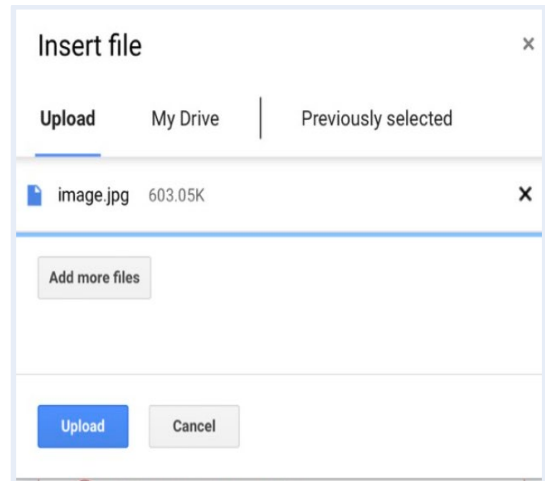 Insert file ×
Upload My Drive Previously selected
image.jpg 603.05K ×
Add more files
Upload Cancel